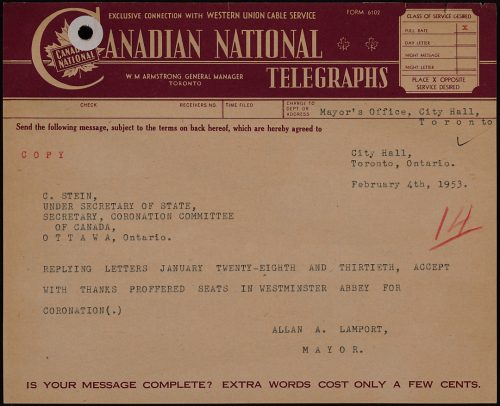 EXCLUSIVE CONNECTION WITH WESTERN UNION CABLE SERVICE
FORM 6102
CANADIAN NATIONAL
CANADIAN NATIONAL
TELEGRAPHS
W M ARMSTRONG GENERAL MANAGER
TORONTO
CLASS OF SERVICE DESIRED
FULL RATE X
DAY LETTER
NIGHT MESSAGE
NIGHT LETTER
PLACE X OPPOSITE
SERVICE DESIRED
CHECK
RECEIVERS NO.
TIME FILED
CHARGE TO
DEPT OR
ADDRESS
Mayor's Office, City Hall,
Toronto
Send the following message, subject to the terms on back hereof, which are hereby agreed to
COPY
City Hall,
Toronto, Ontario.
February 4th, 1953.
14
C. STEIN,
UNDER SECRETARY OF STATE,
SECRETARY, CORONATION COMMITTEE
OF CANADA,
OTTAWA, Ontario.
REPLYING LETTERS JANUARY TWENTY-EIGHTH AND THIRTIETH, ACCEPT
WITH THANKS PROFFERED SEATS IN WESTMINSTER ABBEY FOR
CORONATION(.)
ALLAN A. LAMPORT,
MAYOR.
IS YOUR MESSAGE COMPLETE? EXTRA WORDS COST ONLY A FEW CENTS.